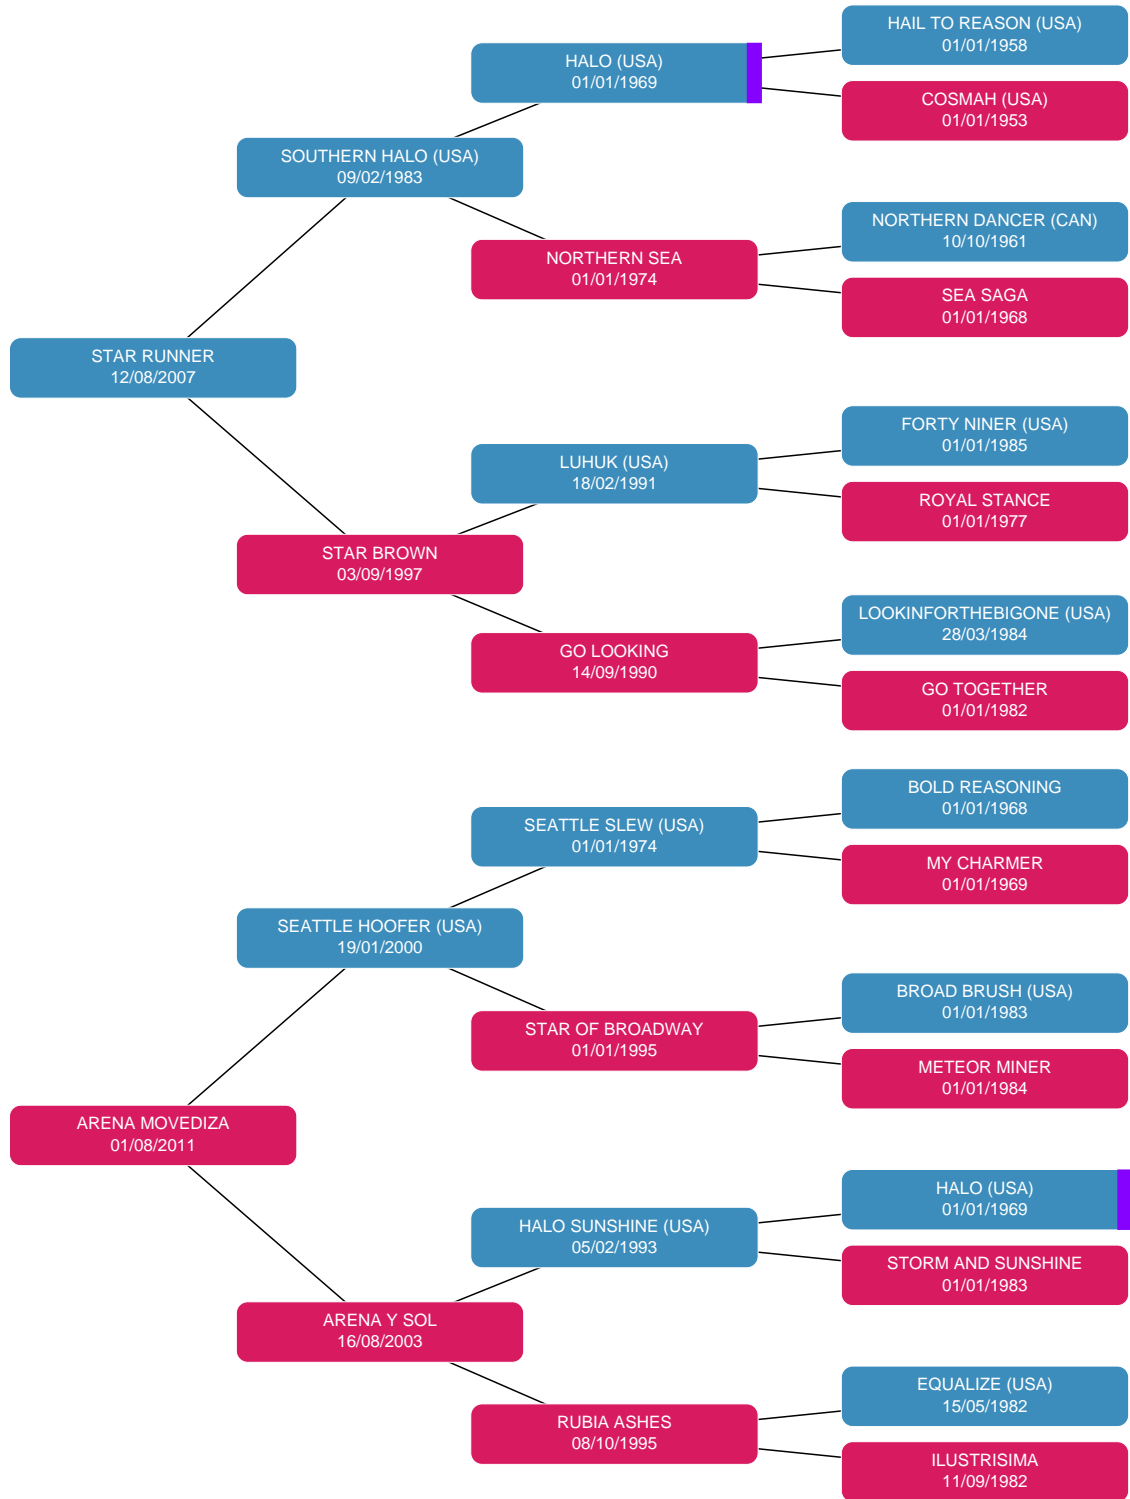 HAIL TO REASON (USA)
01/01/1958
HALO (USA)
01/01/1969
COSMAH (USA)
01/01/1953
SOUTHERN HALO (USA)
09/02/1983
NORTHERN DANCER (CAN)
10/10/1961
NORTHERN SEA
01/01/1974
SEA SAGA
01/01/1968
STAR RUNNER
12/08/2007
FORTY NINER (USA)
01/01/1985
LUHUK (USA)
18/02/1991
ROYAL STANCE
01/01/1977
STAR BROWN
03/09/1997
LOOKINFORTHEBIGONE (USA)
28/03/1984
GO LOOKING
14/09/1990
GO TOGETHER
01/01/1982
BOLD REASONING
01/01/1968
SEATTLE SLEW (USA)
01/01/1974
MY CHARMER
01/01/1969
SEATTLE HOOFER (USA)
19/01/2000
BROAD BRUSH (USA)
01/01/1983
STAR OF BROADWAY
01/01/1995
METEOR MINER
01/01/1984
ARENA MOVEDIZA
01/08/2011
HALO (USA)
01/01/1969
HALO SUNSHINE (USA)
05/02/1993
STORM AND SUNSHINE
01/01/1983
ARENA Y SOL
16/08/2003
EQUALIZE (USA)
15/05/1982
RUBIA ASHES
08/10/1995
ILUSTRISIMA
11/09/1982